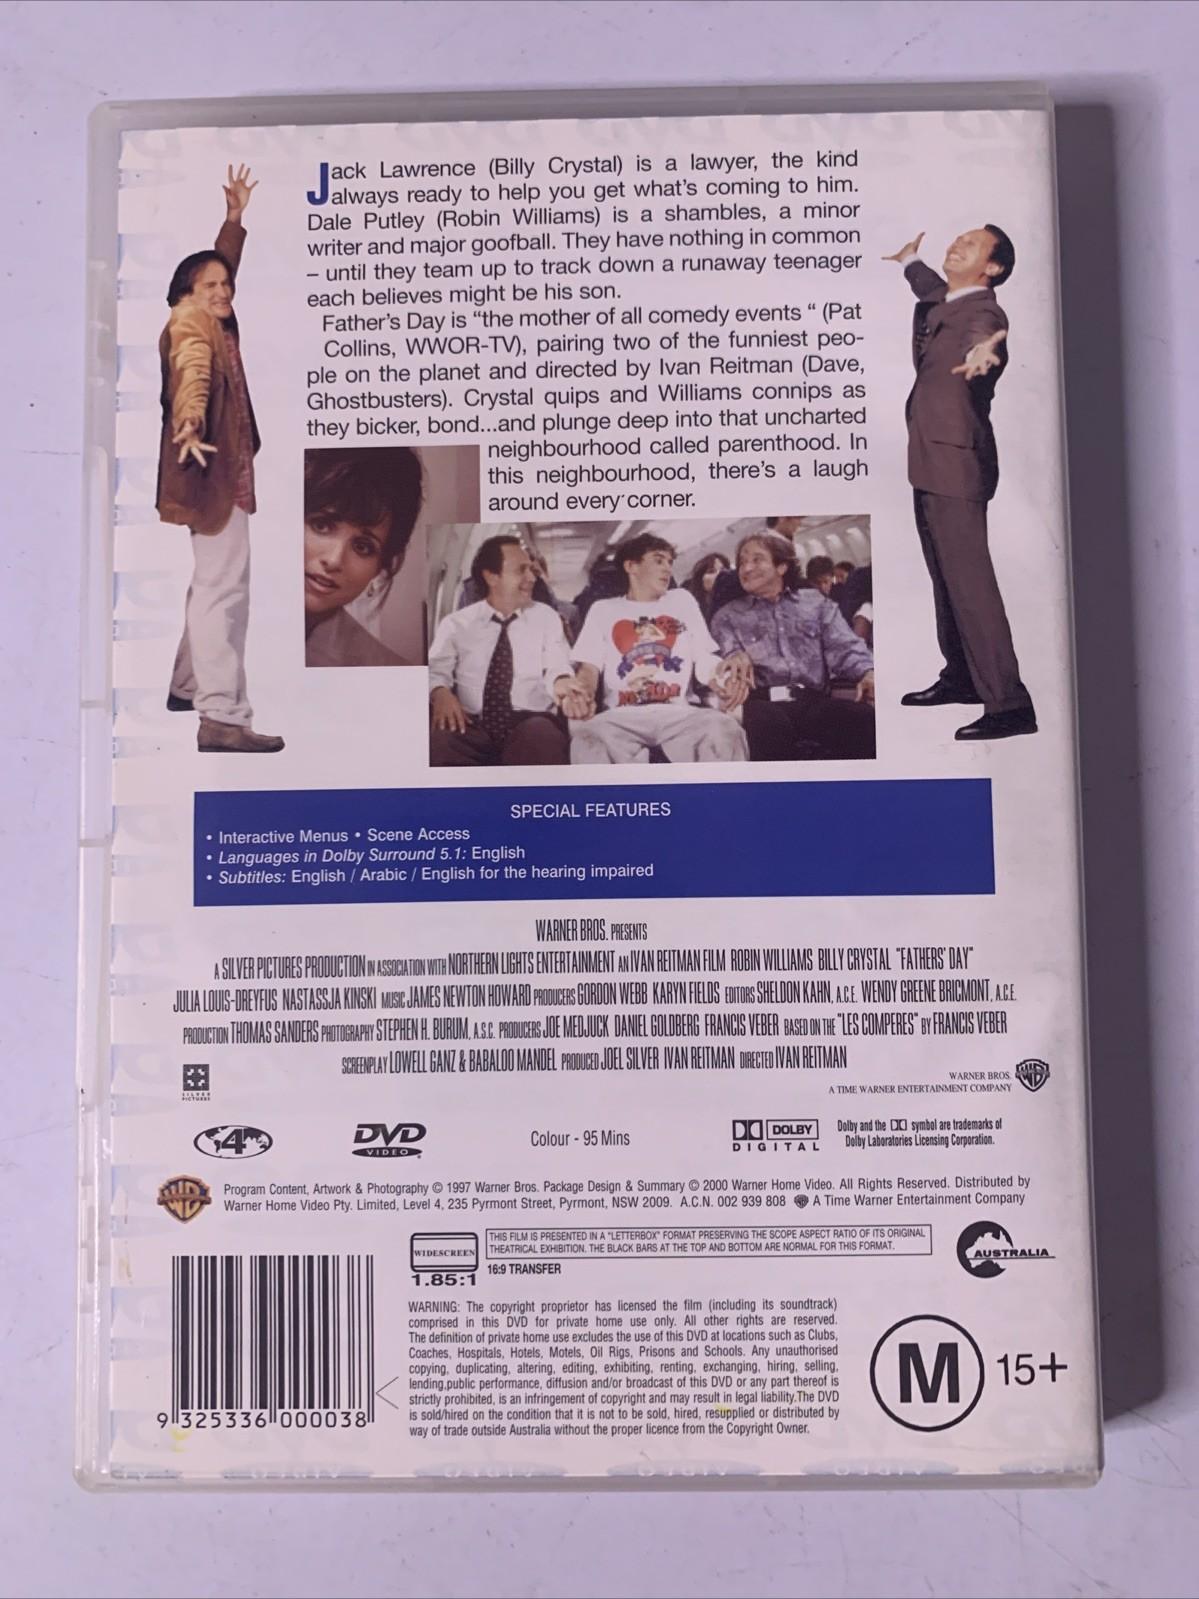 Jack Lawrence (Billy Crystal) is a lawyer, the kind
always ready to help you get what's coming to him.
Dale Putley (Robin Williams) is a shambles, a minor
writer and major goofball. They have nothing in common
– until they team up to track down a runaway teenager
each believes might be his son.
Father's Day is "the mother of all comedy events " (Pat
Collins, WWOR-TV), pairing two of the funniest peo-
ple on the planet and directed by Ivan Reitman (Dave,
Ghostbusters). Crystal quips and Williams connips as
they bicker, bond...and plunge deep into that uncharted
neighbourhood called parenthood. In
this neighbourhood, there's a laugh
around every corner.
SPECIAL FEATURES
• Interactive Menus • Scene Access
• Languages in Dolby Surround 5.1: English
• Subtitles: English / Arabic / English for the hearing impaired
WARNER BROS. PRESENTS
A SILVER PICTURES PRODUCTION IN ASSOCIATION WITH NORTHERN LIGHTS ENTERTAINMENT AN IVAN REITMAN FILM ROBIN WILLIAMS BILLY CRYSTAL "FATHERS' DAY"
JULIA LOUIS-DREYFUS NASTASSJA KINSKI MUSIC JAMES NEWTON HOWARD PRODUCERS GORDON WEBB KARYN FIELDS EDITORS SHELDON KAHN, A.C.E. WENDY GREENE BRICMONT, A.C.E.
PRODUCTION THOMAS SANDERS PHOTOGRAPHY STEPHEN H. BURUM, A.S.C. PRODUCERS JOE MEDJUCK DANIEL GOLDBERG FRANCIS VEBER BASED ON THE "LES COMPERES" BY FRANCIS VEBER
SCREENPLAY LOWELL GANZ & BABALOO MANDEL PRODUCED JOEL SILVER IVAN REITMAN DIRECTED IVAN REITMAN
SILVER
PICTURES
WARNER BROS.
A TIME WARNER ENTERTAINMENT COMPANY
4
DVD
VIDEO
Colour - 95 Mins
DOLBY
DIGITAL
Dolby and the DD symbol are trademarks of
Dolby Laboratories Licensing Corporation.
Program Content, Artwork & Photography © 1997 Warner Bros. Package Design & Summary © 2000 Warner Home Video. All Rights Reserved. Distributed by
Warner Home Video Pty. Limited, Level 4, 235 Pyrmont Street, Pyrmont, NSW 2009. A.C.N. 002 939 808 A Time Warner Entertainment Company
WIDESCREEN
1.85:1
THIS FILM IS PRESENTED IN A "LETTERBOX" FORMAT PRESERVING THE SCOPE ASPECT RATIO OF ITS ORIGINAL
THEATRICAL EXHIBITION. THE BLACK BARS AT THE TOP AND BOTTOM ARE NORMAL FOR THIS FORMAT.
16:9 TRANSFER
AUSTRALIA
WARNING: The copyright proprietor has licensed the film (including its soundtrack)
comprised in this DVD for private home use only. All other rights are reserved.
The definition of private home use excludes the use of this DVD at locations such as Clubs,
Coaches, Hospitals, Hotels, Motels, Oil Rigs, Prisons and Schools. Any unauthorised
copying, duplicating, altering, editing, exhibiting, renting, exchanging, hiring, selling,
lending,public performance, diffusion and/or broadcast of this DVD or any part thereof is
strictly prohibited, is an infringement of copyright and may result in legal liability.The DVD
is sold/hired on the condition that it is not to be sold, hired, resupplied or distributed by
way of trade outside Australia without the proper licence from the Copyright Owner.
9 325336 000038
M 15+